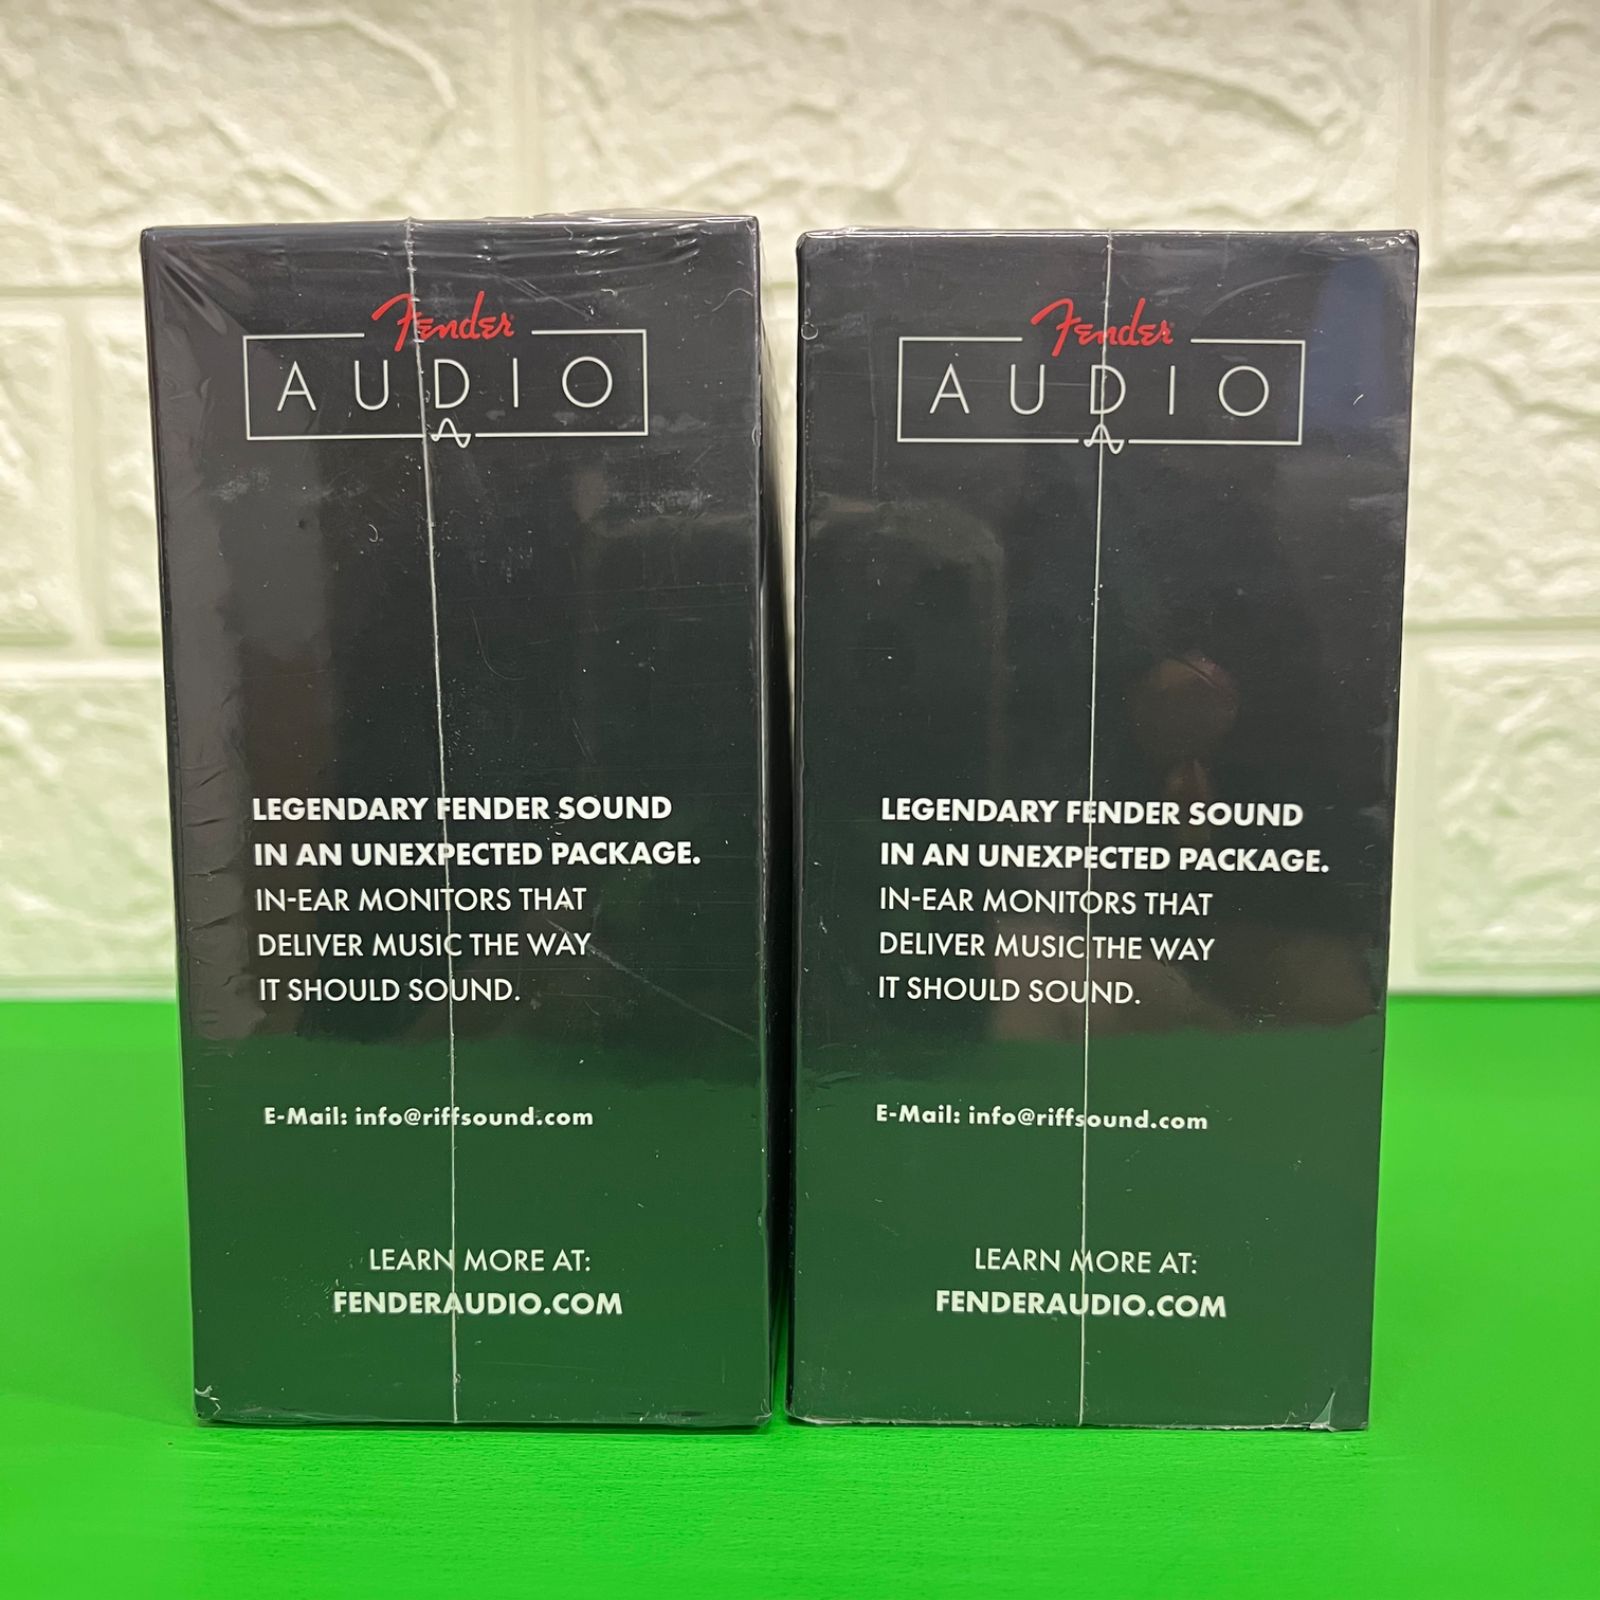 Fender
AUDIO
LEGENDARY FENDER SOUND
IN AN UNEXPECTED PACKAGE.
IN-EAR MONITORS THAT
DELIVER MUSIC THE WAY
IT SHOULD SOUND.
E-Mail: info@riffsound.com
LEARN MORE AT:
FENDERAUDIO.COM
Fender
AUDIO
LEGENDARY FENDER SOUND
IN AN UNEXPECTED PACKAGE.
IN-EAR MONITORS THAT
DELIVER MUSIC THE WAY
IT SHOULD SOUND.
E-Mail: info@riffsound.com
LEARN MORE AT:
FENDERAUDIO.COM